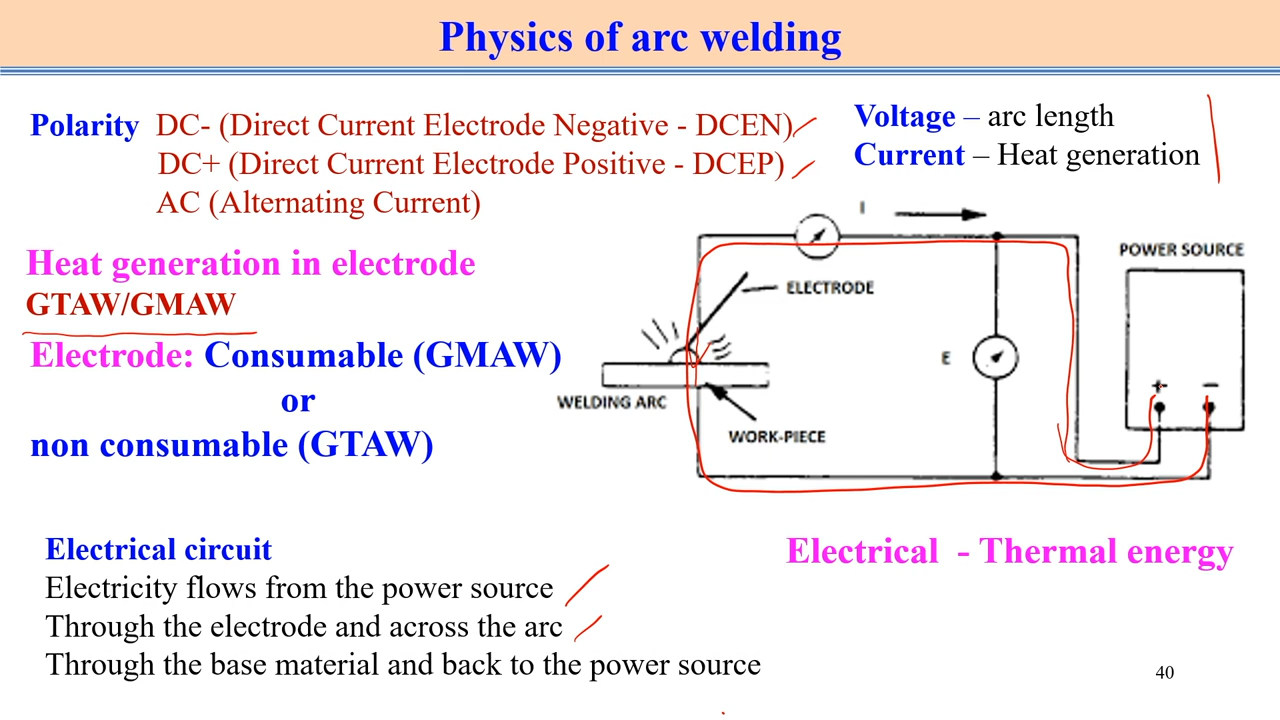 Physics of arc welding
Polarity DC- (Direct Current Electrode Negative - DCEN)
DC+ (Direct Current Electrode Positive - DCEP)
AC (Alternating Current)
Voltage – arc length
Current – Heat generation
Heat generation in electrode
GTAW/GMAW
Electrode: Consumable (GMAW)
or
non consumable (GTAW)
I
POWER SOURCE
ELECTRODE
E
+ −
WELDING ARC
WORK-PIECE
Electrical circuit
Electricity flows from the power source
Through the electrode and across the arc
Through the base material and back to the power source
Electrical - Thermal energy
40